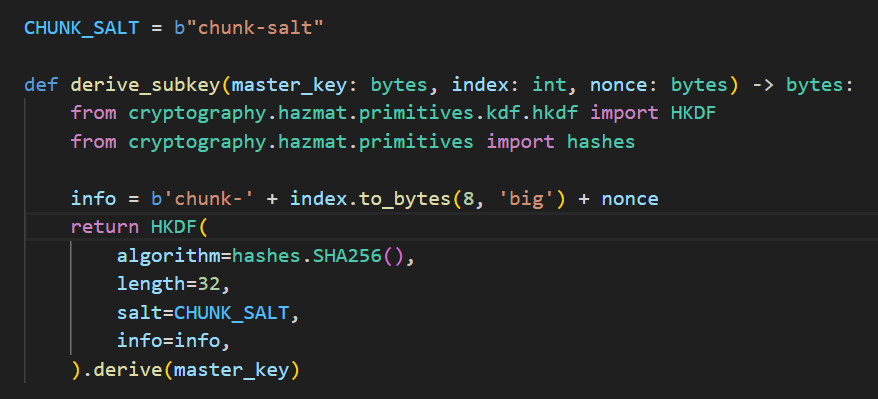 CHUNK_SALT = b"chunk-salt"

def derive_subkey(master_key: bytes, index: int, nonce: bytes) -> bytes:
    from cryptography.hazmat.primitives.kdf.hkdf import HKDF
    from cryptography.hazmat.primitives import hashes

    info = b'chunk-' + index.to_bytes(8, 'big') + nonce
    return HKDF(
        algorithm=hashes.SHA256(),
        length=32,
        salt=CHUNK_SALT,
        info=info,
    ).derive(master_key)